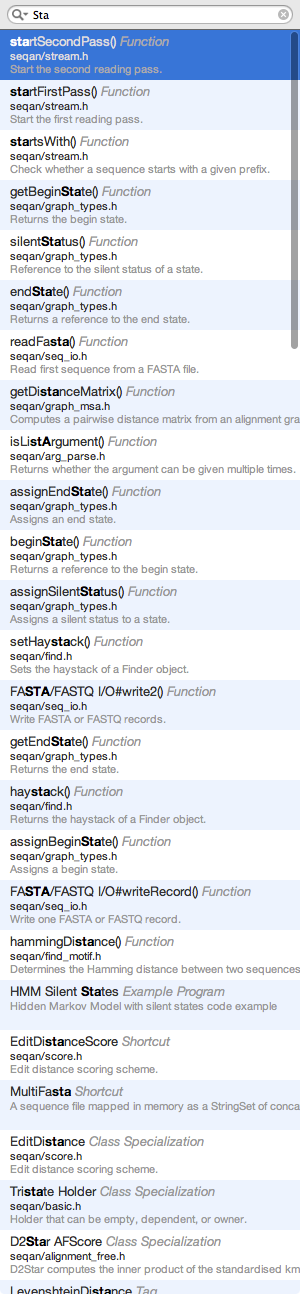 Sta
startSecondPass() Function
seqan/stream.h
Start the second reading pass.
startFirstPass() Function
seqan/stream.h
Start the first reading pass.
startsWith() Function
seqan/stream.h
Check whether a sequence starts with a given prefix.
getBeginState() Function
seqan/graph_types.h
Returns the begin state.
silentStatus() Function
seqan/graph_types.h
Reference to the silent status of a state.
endState() Function
seqan/graph_types.h
Returns a reference to the end state.
readFasta() Function
seqan/seq_io.h
Read first sequence from a FASTA file.
getDistanceMatrix() Function
seqan/graph_msa.h
Computes a pairwise distance matrix from an alignment gra
isListArgument() Function
seqan/arg_parse.h
Returns whether the argument can be given multiple times.
assignEndState() Function
seqan/graph_types.h
Assigns an end state.
beginState() Function
seqan/graph_types.h
Returns a reference to the begin state.
assignSilentStatus() Function
seqan/graph_types.h
Assigns a silent status to a state.
setHaystack() Function
seqan/find.h
Sets the haystack of a Finder object.
FASTA/FASTQ I/O#write2() Function
seqan/seq_io.h
Write FASTA or FASTQ records.
getEndState() Function
seqan/graph_types.h
Returns the end state.
haystack() Function
seqan/find.h
Returns the haystack of a Finder object.
assignBeginState() Function
seqan/graph_types.h
Assigns a begin state.
FASTA/FASTQ I/O#writeRecord() Function
seqan/seq_io.h
Write one FASTA or FASTQ record.
hammingDistance() Function
seqan/find_motif.h
Determines the Hamming distance between two sequences
HMM Silent States Example Program
Hidden Markov Model with silent states code example
EditDistanceScore Shortcut
seqan/score.h
Edit distance scoring scheme.
MultiFasta Shortcut
A sequence file mapped in memory as a StringSet of conca
EditDistance Class Specialization
seqan/score.h
Edit distance scoring scheme.
Tristate Holder Class Specialization
seqan/basic.h
Holder that can be empty, dependent, or owner.
D2Star AFScore Class Specialization
seqan/alignment_free.h
D2Star computes the inner product of the standardised km
LevenshteinDistance Tag